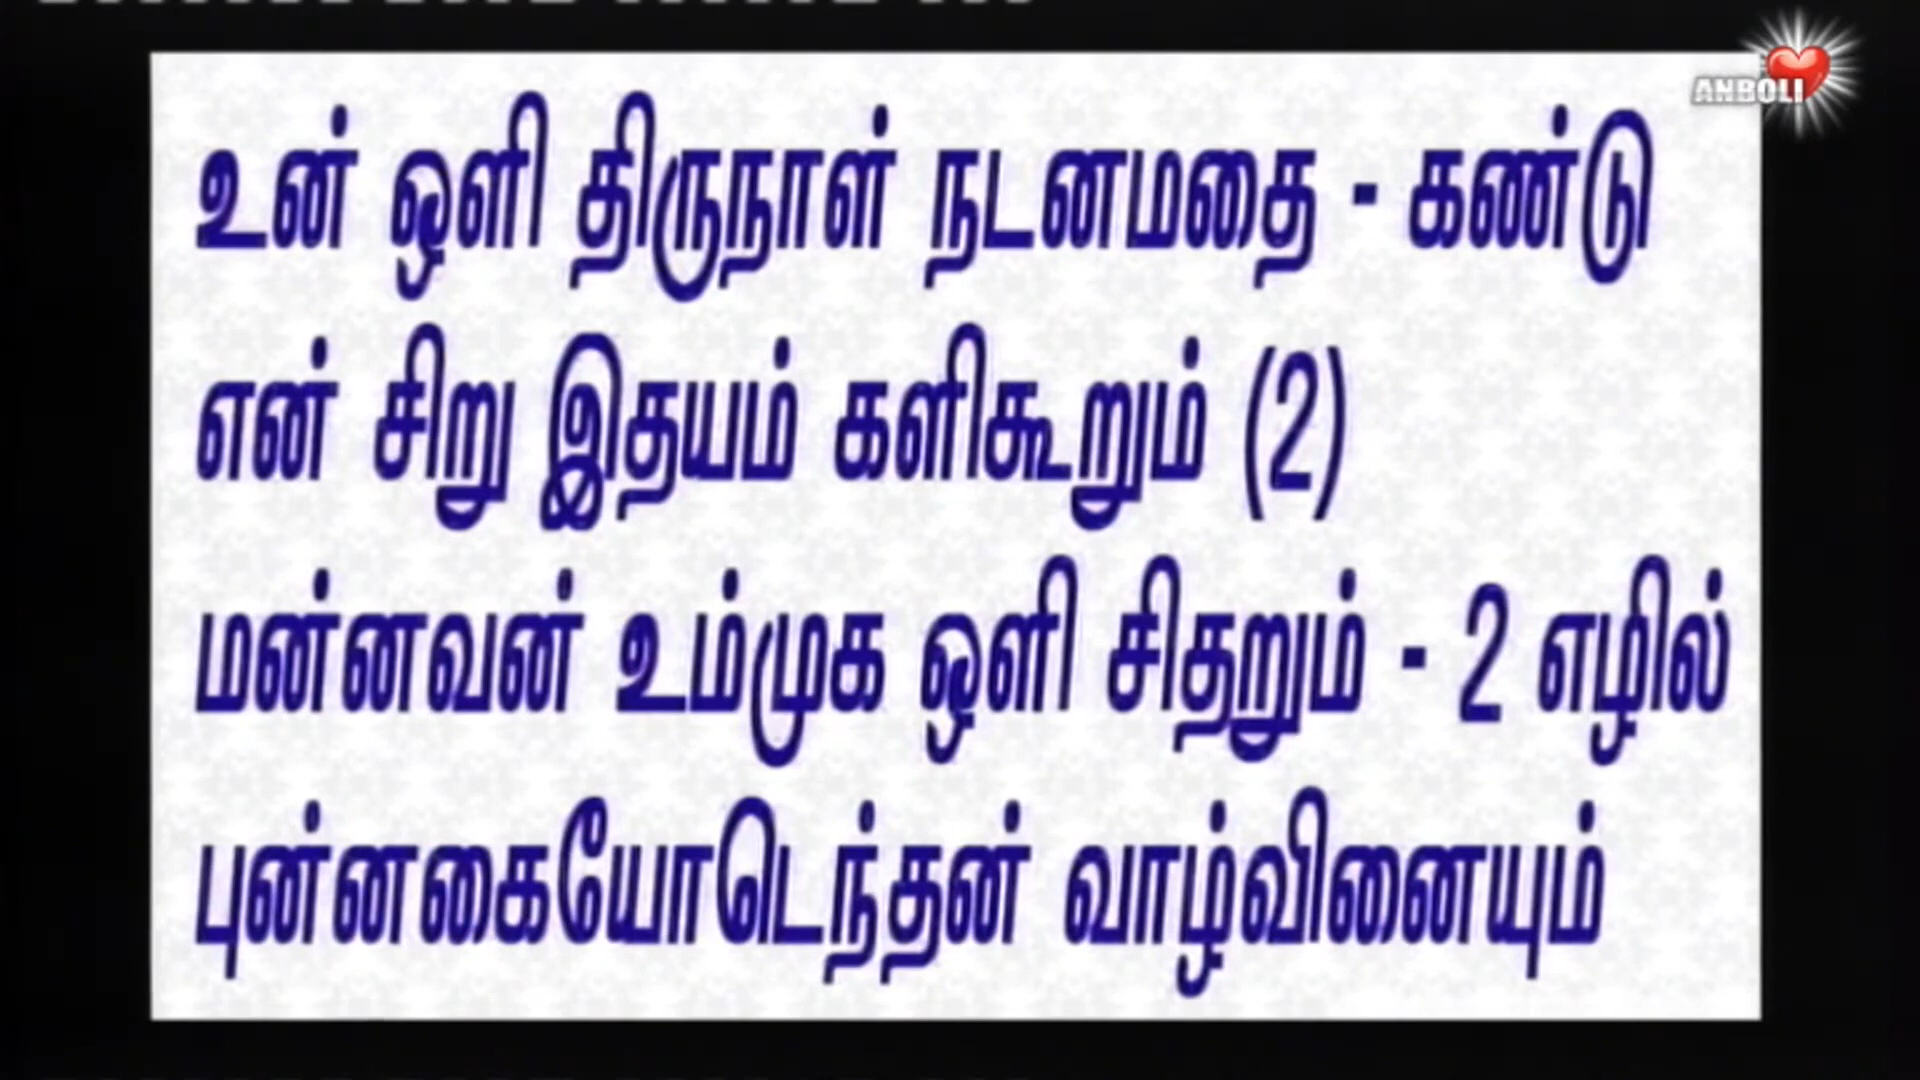 ANBOLI
உன் ஒளி திருநாள் நடனமதை - கண்டு
என் சிறு இதயம் களிகூறும் (2)
மன்னவன் உம்முக ஒளி சிதறும் - 2 எழில்
புன்னகையோடெந்தன் வாழ்வினையும்